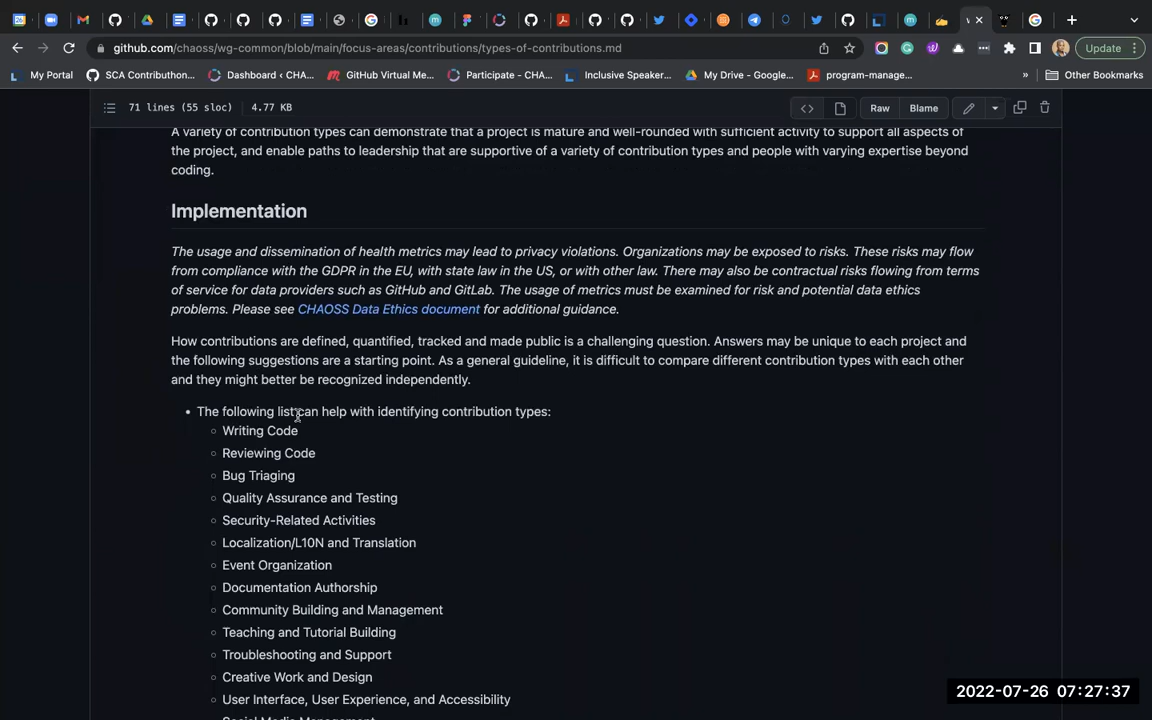 github.com/chaoss/wg-common/blob/main/focus-areas/contributions/types-of-contributions.md
Update
My Portal
SCA Contributhon...
Dashboard ‹ CHA...
GitHub Virtual Me...
Participate - CHA...
Inclusive Speaker...
My Drive - Google...
program-manage...
»
Other Bookmarks
71 lines (55 sloc)
4.77 KB
Raw
Blame
A variety of contribution types can demonstrate that a project is mature and well-rounded with sufficient activity to support all aspects of
the project, and enable paths to leadership that are supportive of a variety of contribution types and people with varying expertise beyond
coding.
Implementation
The usage and dissemination of health metrics may lead to privacy violations. Organizations may be exposed to risks. These risks may flow
from compliance with the GDPR in the EU, with state law in the US, or with other law. There may also be contractual risks flowing from terms
of service for data providers such as GitHub and GitLab. The usage of metrics must be examined for risk and potential data ethics
problems. Please see CHAOSS Data Ethics document for additional guidance.
How contributions are defined, quantified, tracked and made public is a challenging question. Answers may be unique to each project and
the following suggestions are a starting point. As a general guideline, it is difficult to compare different contribution types with each other
and they might better be recognized independently.
• The following list can help with identifying contribution types:
○ Writing Code
○ Reviewing Code
○ Bug Triaging
○ Quality Assurance and Testing
○ Security-Related Activities
○ Localization/L10N and Translation
○ Event Organization
○ Documentation Authorship
○ Community Building and Management
○ Teaching and Tutorial Building
○ Troubleshooting and Support
○ Creative Work and Design
○ User Interface, User Experience, and Accessibility
○ Social Media Management
2022-07-26 07:27:37